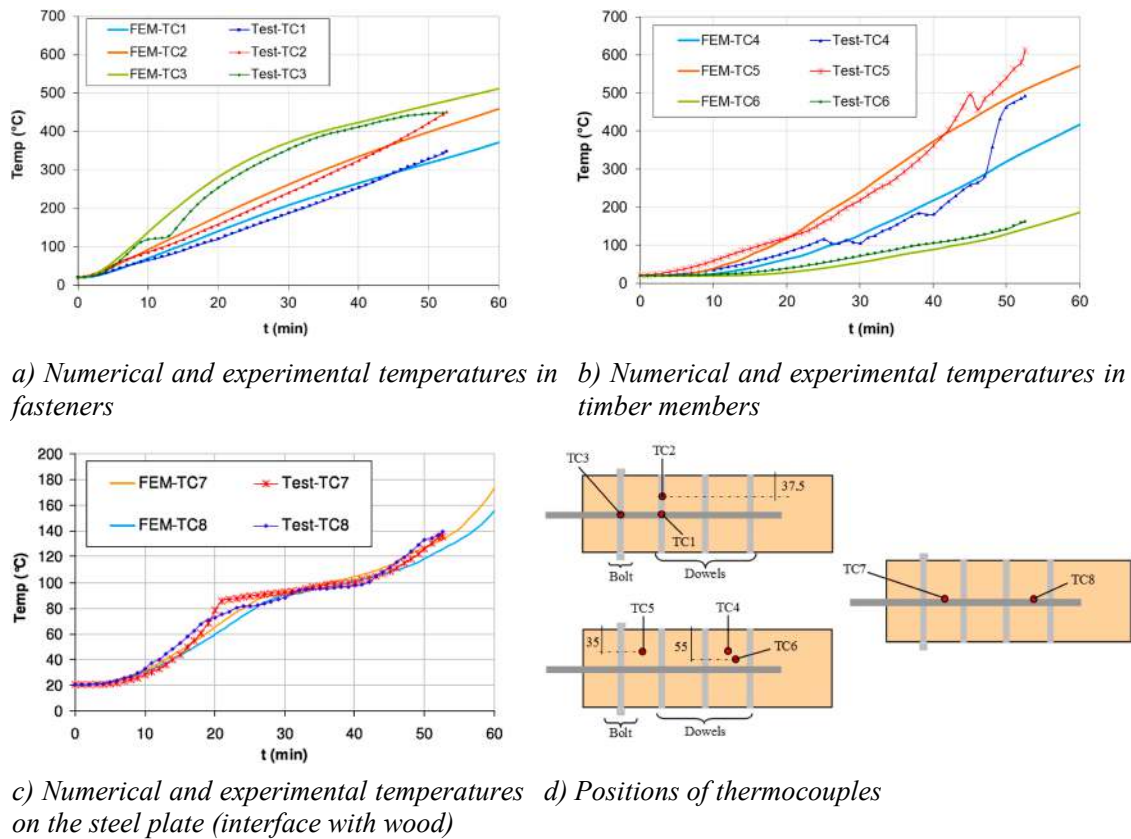 700
600
500
400
300
200
100
0
Temp (°C)
FEM-TC1
Test-TC1
FEM-TC2
Test-TC2
FEM-TC3
Test-TC3
0 10 20 30 40 50 60
t (min)
700
600
500
400
300
200
100
0
Temp (°C)
FEM-TC4
Test-TC4
FEM-TC5
Test-TC5
FEM-TC6
Test-TC6
0 10 20 30 40 50 60
t (min)
a) Numerical and experimental temperatures in
fasteners
b) Numerical and experimental temperatures in
timber members
200
180
160
140
120
100
80
60
40
20
0
Temp (°C)
FEM-TC7
Test-TC7
FEM-TC8
Test-TC8
0 10 20 30 40 50 60
t (min)
TC3
TC2
37.5
TC1
Bolt
Dowels
TC5
TC4
35
55
TC6
Bolt
Dowels
TC7
TC8
c) Numerical and experimental temperatures
on the steel plate (interface with wood)
d) Positions of thermocouples